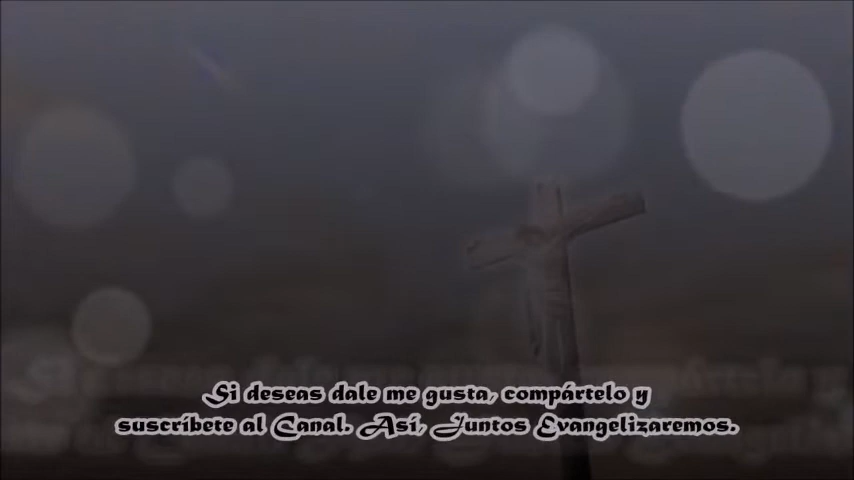 Si deseas dale me gusta, compártelo y
suscríbete al Canal. Así, Juntos Evangelizaremos.